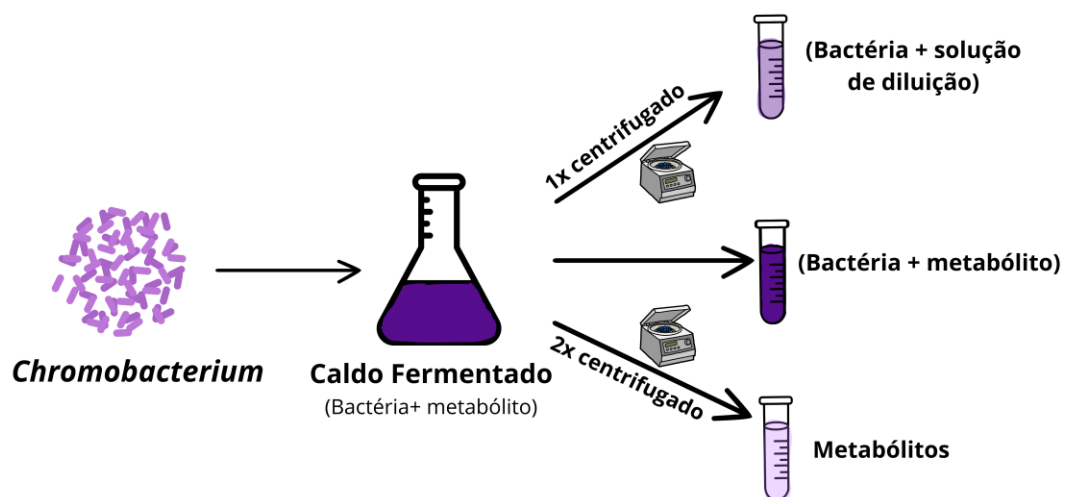 Chromobacterium
Caldo Fermentado
(Bactéria+ metabólito)
1x centrifugado
(Bactéria + solução
de diluição)
(Bactéria + metabólito)
2x centrifugado
Metabólitos